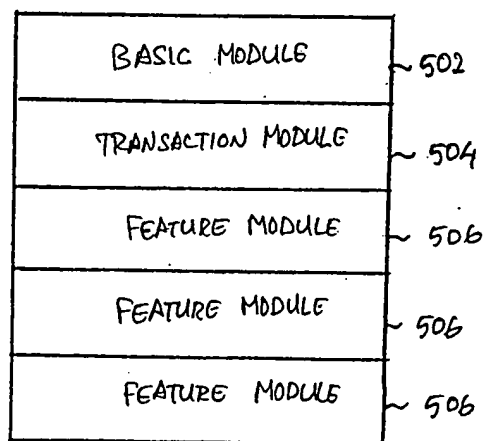 BASIC MODULE ~ 502
TRANSACTION MODULE ~ 504
FEATURE MODULE ~ 506
FEATURE MODULE ~ 506
FEATURE MODULE ~ 506